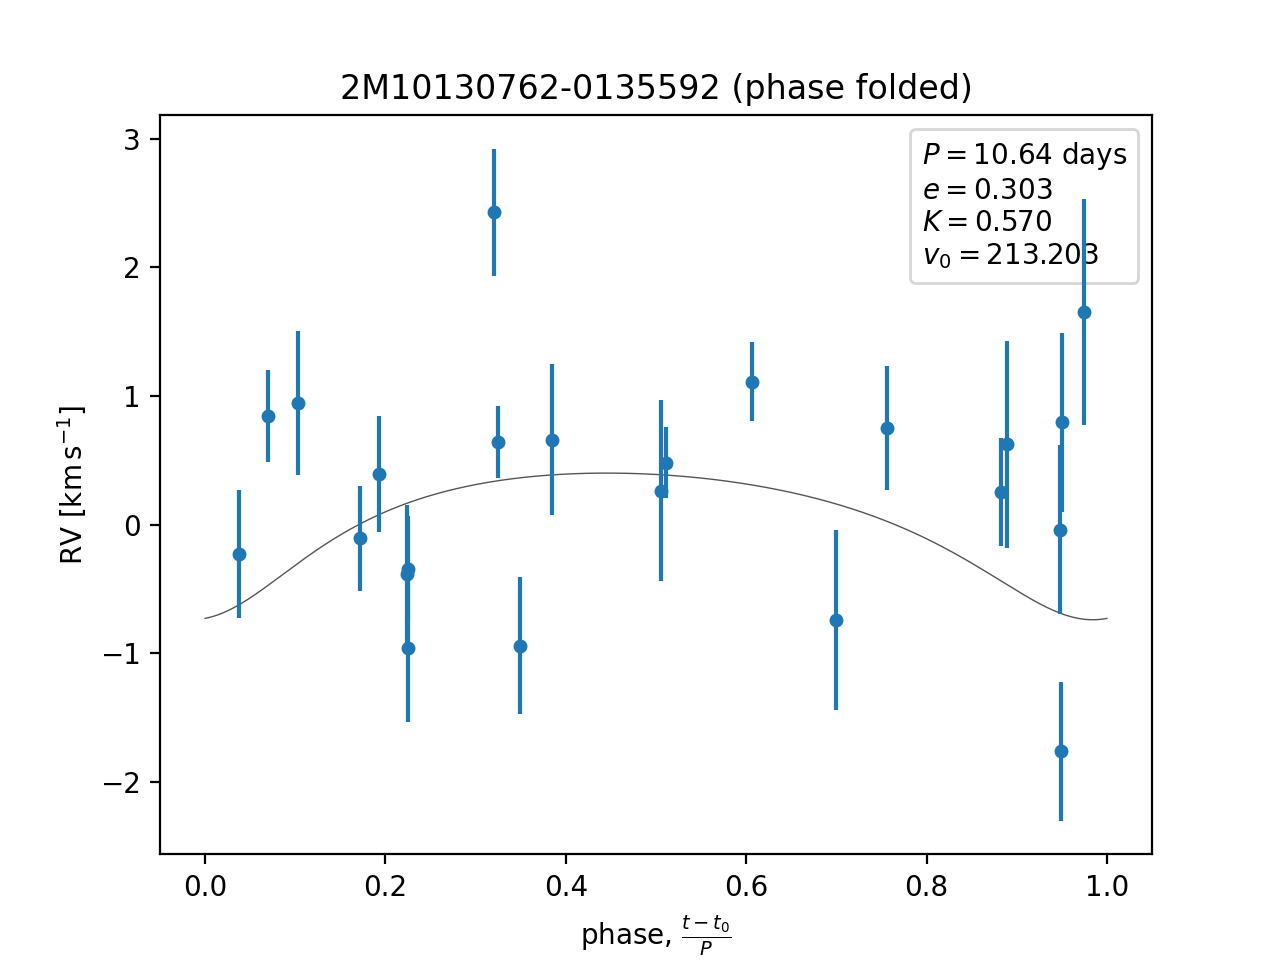 2M10130762-0135592 (phase folded)
P = 10.64 days
e = 0.303
K = 0.570
v₀ = 213.203
3
2
1
0
−1
−2
RV [km s⁻¹]
0.0 0.2 0.4 0.6 0.8 1.0
phase, (t − t₀)/P